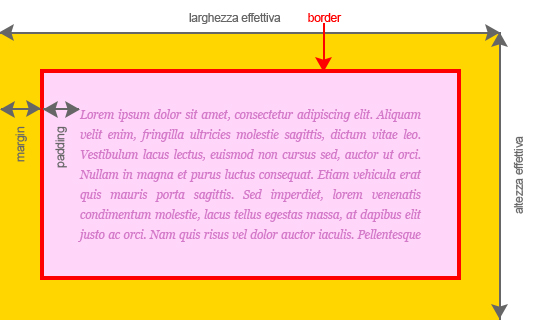 larghezza effettiva
border
margin
padding
Lorem ipsum dolor sit amet, consectetur adipiscing elit. Aliquam
velit enim, fringilla ultricies molestie sagittis, dictum vitae leo.
Vestibulum lacus lectus, euismod non cursus sed, auctor ut orci.
Nullam in magna et purus luctus consequat. Etiam vehicula erat
quis mauris porta sagittis. Sed imperdiet, lorem venenatis
condimentum molestie, lacus tellus egestas massa, at dapibus elit
justo ac orci. Nam quis risus vel dolor auctor iaculis. Pellentesque
altezza effettiva